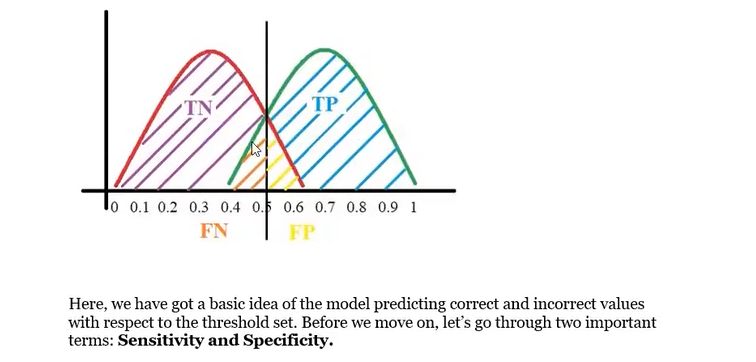 TN TP
0 0.1 0.2 0.3 0.4 0.5 0.6 0.7 0.8 0.9 1
FN FP
Here, we have got a basic idea of the model predicting correct and incorrect values
with respect to the threshold set. Before we move on, let's go through two important
terms: Sensitivity and Specificity.